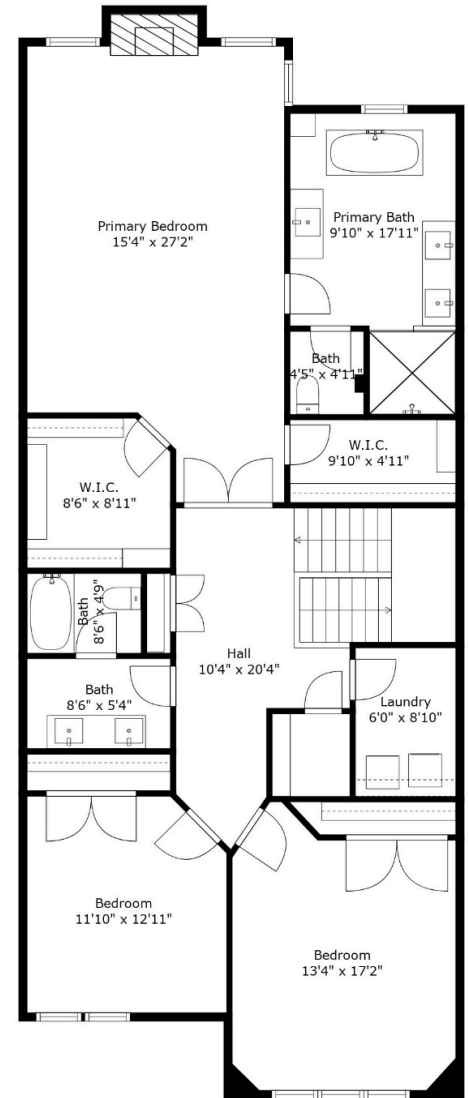 Primary Bedroom
15'4" x 27'2"
Primary Bath
9'10" x 17'11"
Bath
4'5" x 4'11"
W.I.C.
9'10" x 4'11"
W.I.C.
8'6" x 8'11"
Bath
8'6" x 4'9"
Hall
10'4" x 20'4"
Bath
8'6" x 5'4"
Laundry
6'0" x 8'10"
Bedroom
11'10" x 12'11"
Bedroom
13'4" x 17'2"